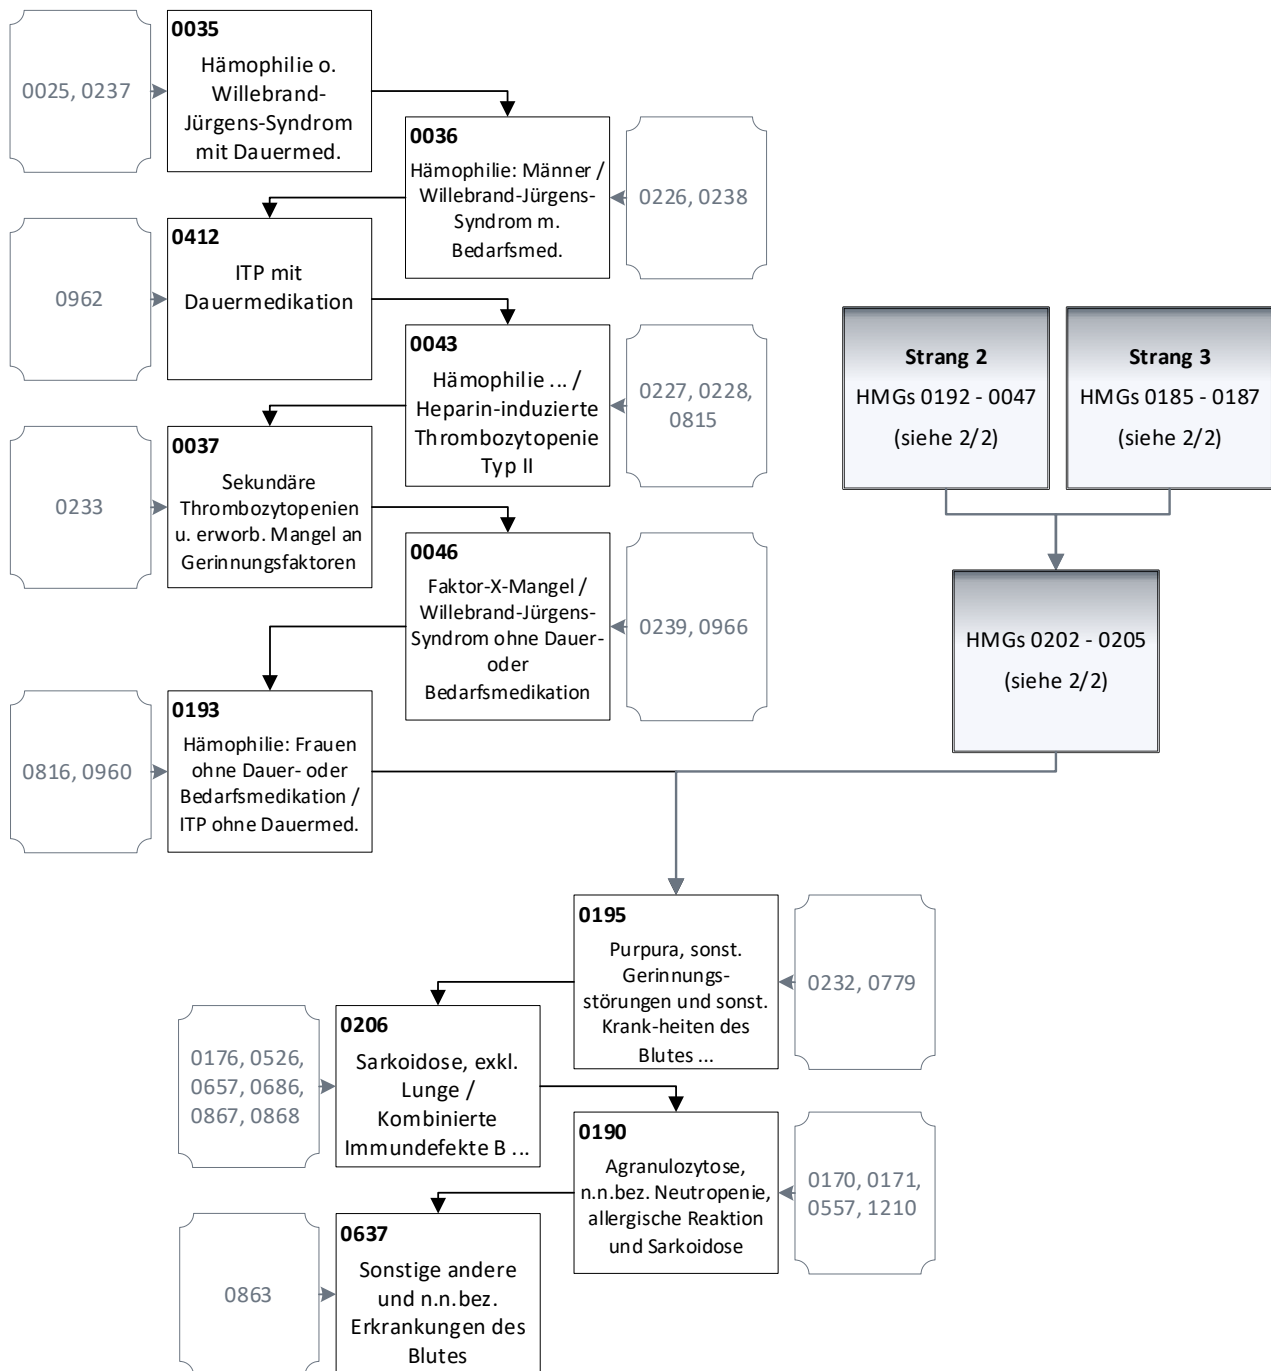 0035
Hämophilie o.
Willebrand-
Jürgens-Syndrom
mit Dauermed.
0025, 0237
0036
Hämophilie: Männer /
Willebrand-Jürgens-
Syndrom m.
Bedarfsmed.
0226, 0238
0412
ITP mit
Dauermedikation
0962
0043
Hämophilie ... /
Heparin-induzierte
Thrombozytopenie
Typ II
0227, 0228,
0815
0037
Sekundäre
Thrombozytopenien
u. erworb. Mangel an
Gerinnungsfaktoren
0233
0046
Faktor-X-Mangel /
Willebrand-Jürgens-
Syndrom ohne Dauer-
oder
Bedarfsmedikation
0239, 0966
0193
Hämophilie: Frauen
ohne Dauer- oder
Bedarfsmedikation /
ITP ohne Dauermed.
0816, 0960
Strang 2
HMGs 0192 - 0047
(siehe 2/2)
Strang 3
HMGs 0185 - 0187
(siehe 2/2)
HMGs 0202 - 0205
(siehe 2/2)
0195
Purpura, sonst.
Gerinnungs-
störungen und sonst.
Krank-heiten des
Blutes ...
0232, 0779
0206
Sarkoidose, exkl.
Lunge /
Kombinierte
Immundefekte B ...
0176, 0526,
0657, 0686,
0867, 0868
0190
Agranulozytose,
n.n.bez. Neutropenie,
allergische Reaktion
und Sarkoidose
0170, 0171,
0557, 1210
0637
Sonstige andere
und n.n.bez.
Erkrankungen des
Blutes
0863